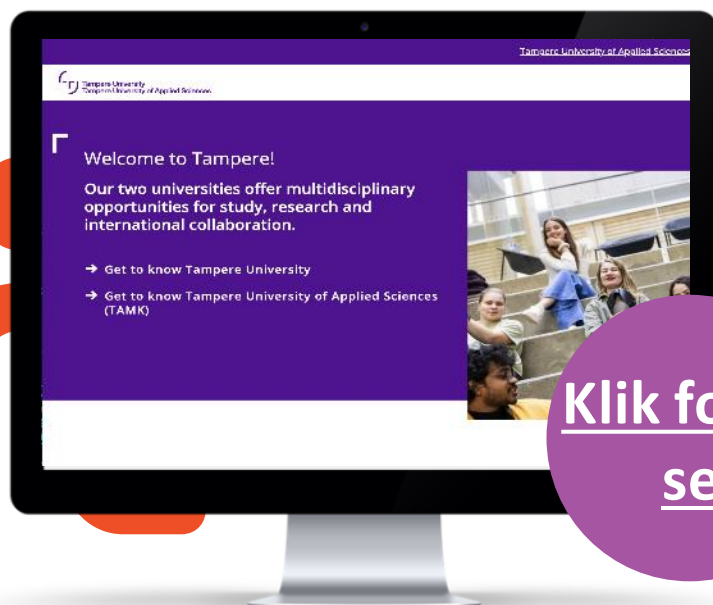 Tampere University of Applied Sciences
Tampere University
Tampere University of Applied Sciences
Welcome to Tampere!
Our two universities offer multidisciplinary
opportunities for study, research and
international collaboration.
→ Get to know Tampere University
→ Get to know Tampere University of Applied Sciences
(TAMK)
Klik